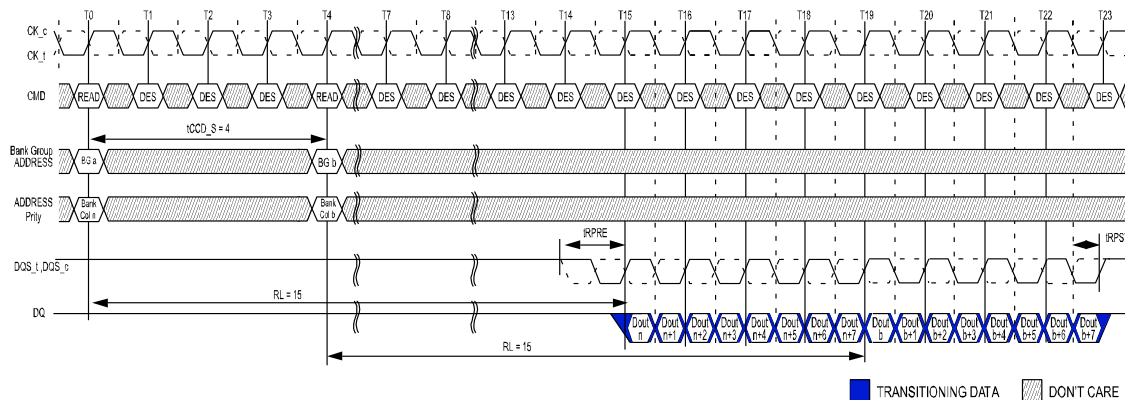 T0 T1 T2 T3 T4 T7 T8 T13 T14 T15 T16 T17 T18 T19 T20 T21 T22 T23
CK_c
CK_t
CMD READ DES DES DES READ DES DES DES DES DES DES DES DES DES DES DES DES DES
tCCD_S = 4
Bank Group
ADDRESS BG a BG b
ADDRESS
Prity
Bank
Col n
Bank
Col b
tRPRE tRPST
DQS_t ,DQS_c
RL = 15
DQ
Dout n Dout n+1 Dout n+2 Dout n+3 Dout n+4 Dout n+5 Dout n+6 Dout n+7 Dout b Dout b+1 Dout b+2 Dout b+3 Dout b+4 Dout b+5 Dout b+6 Dout b+7
RL = 15
TRANSITIONING DATA DON'T CARE